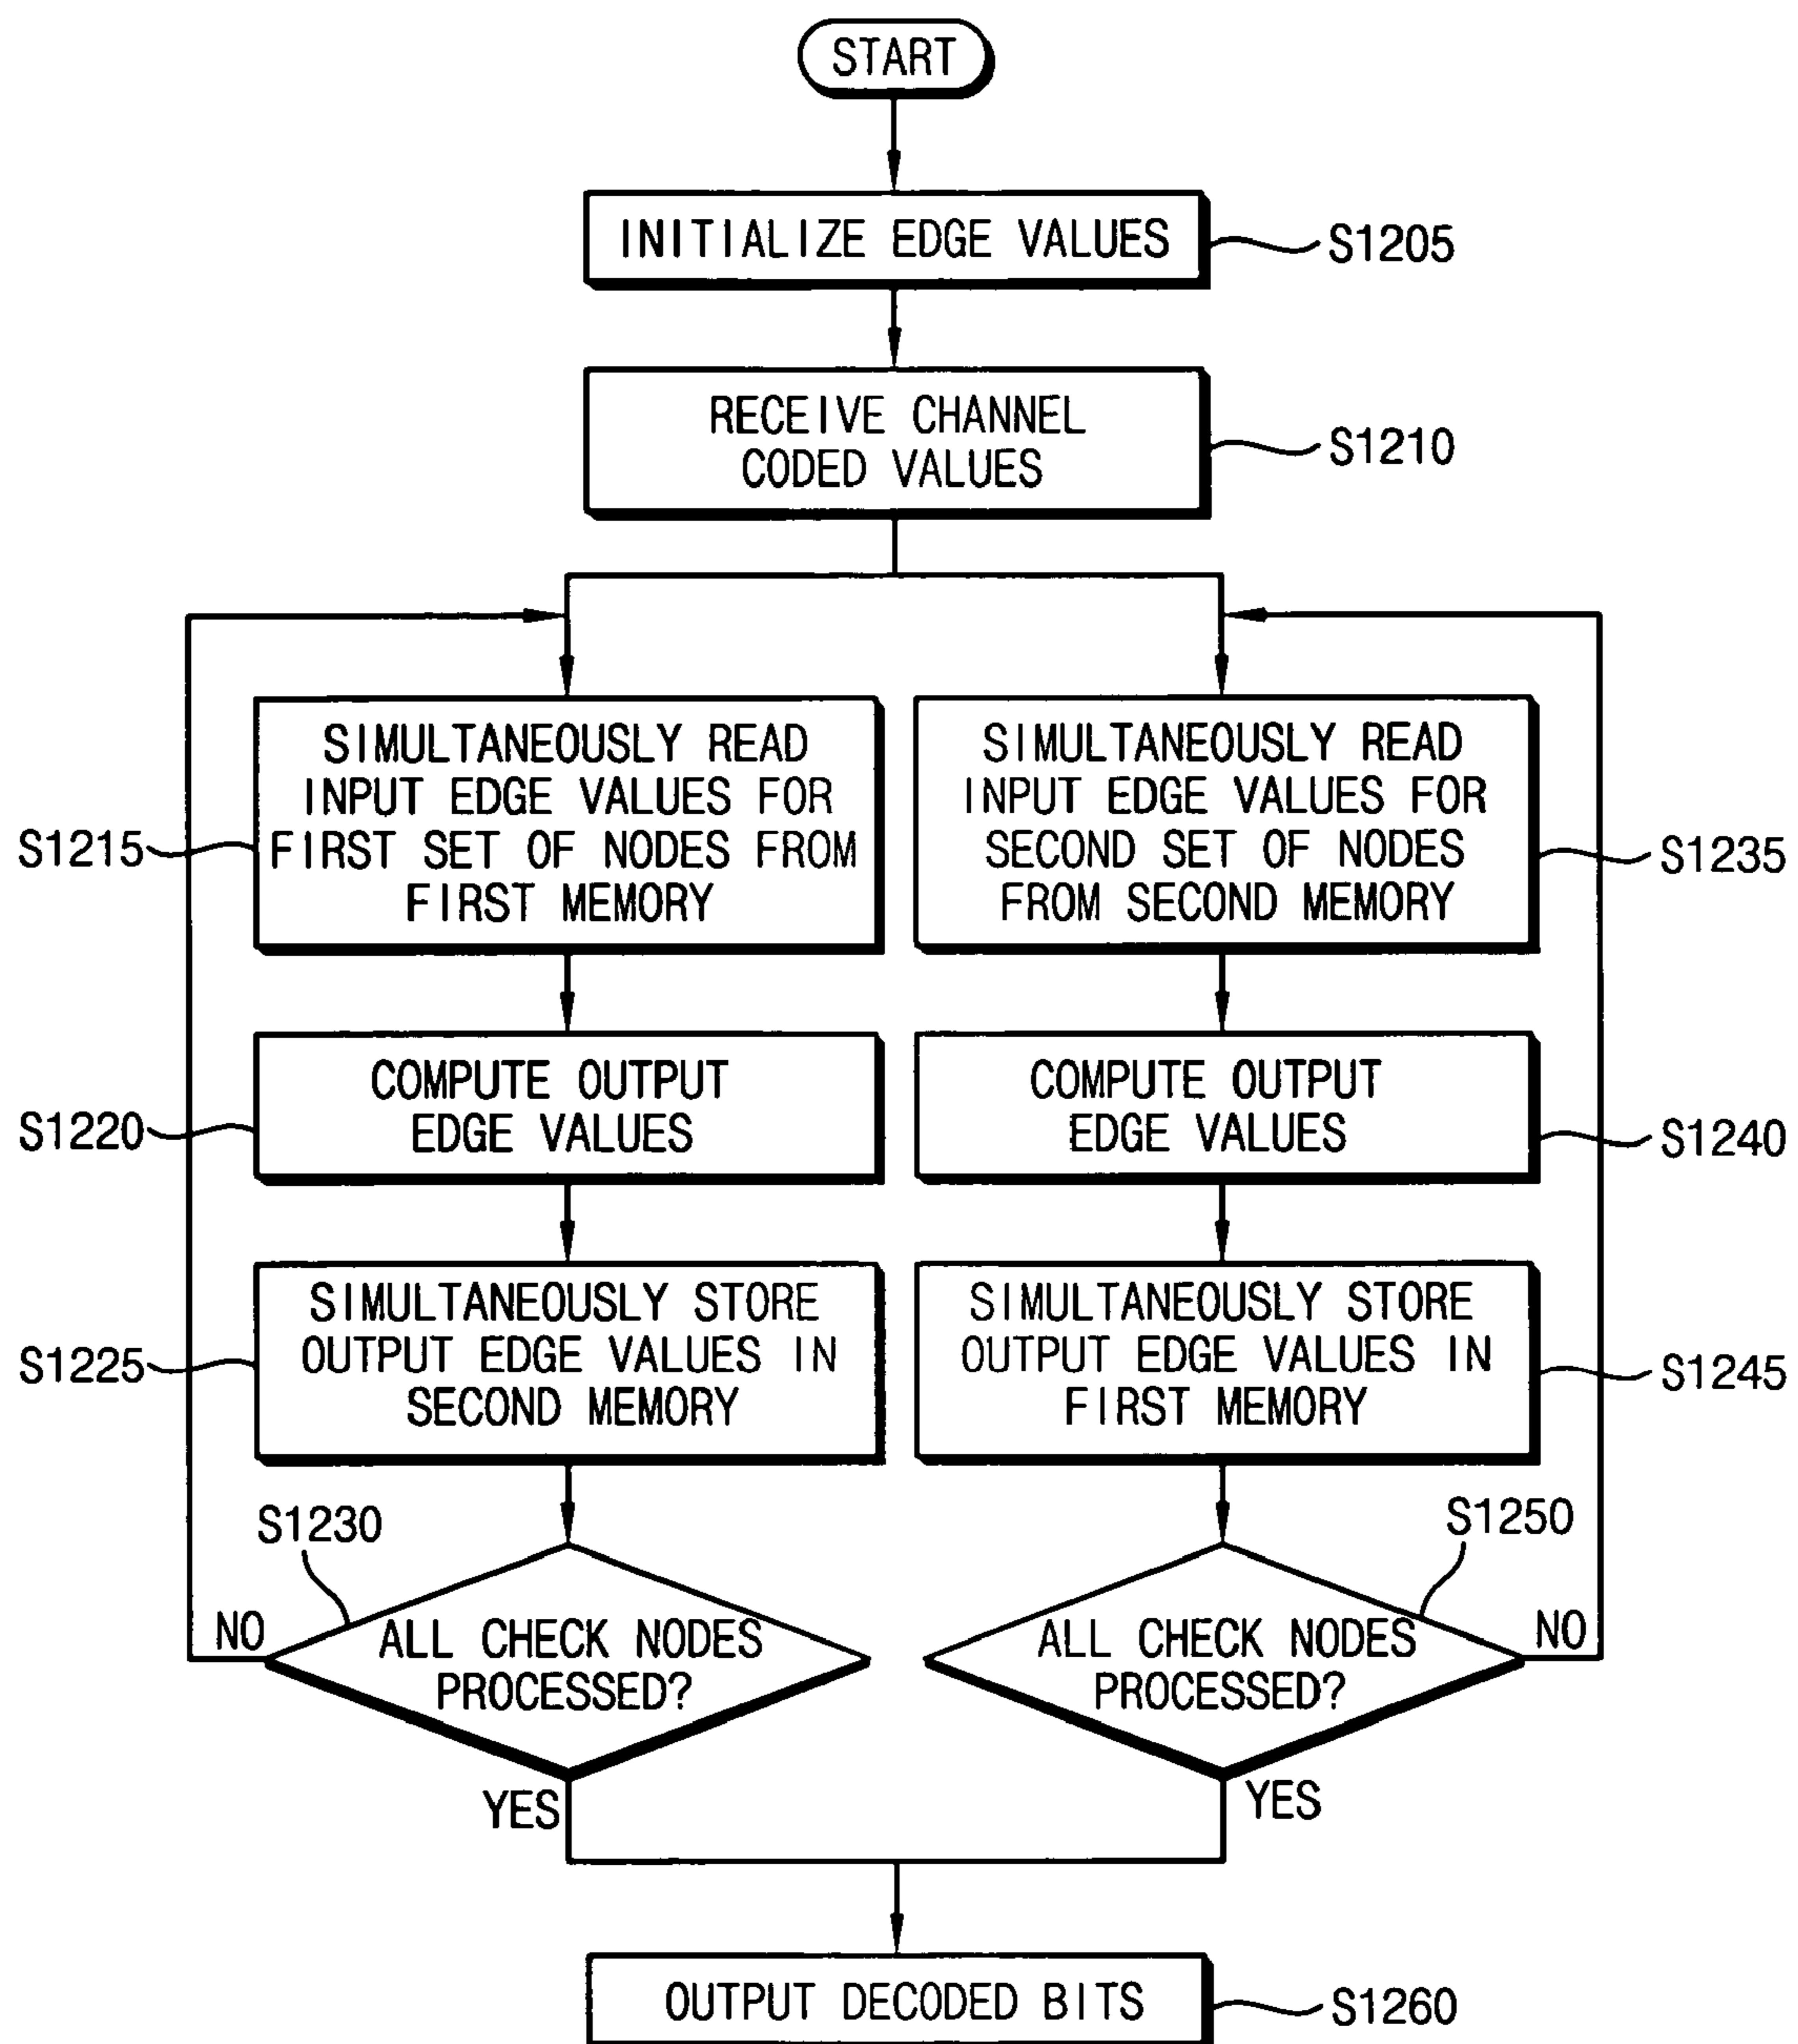 START
INITIALIZE EDGE VALUES
S1205
RECEIVE CHANNEL
CODED VALUES
S1210
SIMULTANEOUSLY READ
INPUT EDGE VALUES FOR
FIRST SET OF NODES FROM
FIRST MEMORY
S1215
SIMULTANEOUSLY READ
INPUT EDGE VALUES FOR
SECOND SET OF NODES
FROM SECOND MEMORY
S1235
COMPUTE OUTPUT
EDGE VALUES
S1220
COMPUTE OUTPUT
EDGE VALUES
S1240
SIMULTANEOUSLY STORE
OUTPUT EDGE VALUES IN
SECOND MEMORY
S1225
SIMULTANEOUSLY STORE
OUTPUT EDGE VALUES IN
FIRST MEMORY
S1245
S1230
NO
ALL CHECK NODES
PROCESSED?
YES
S1250
ALL CHECK NODES
PROCESSED?
NO
YES
OUTPUT DECODED BITS
S1260